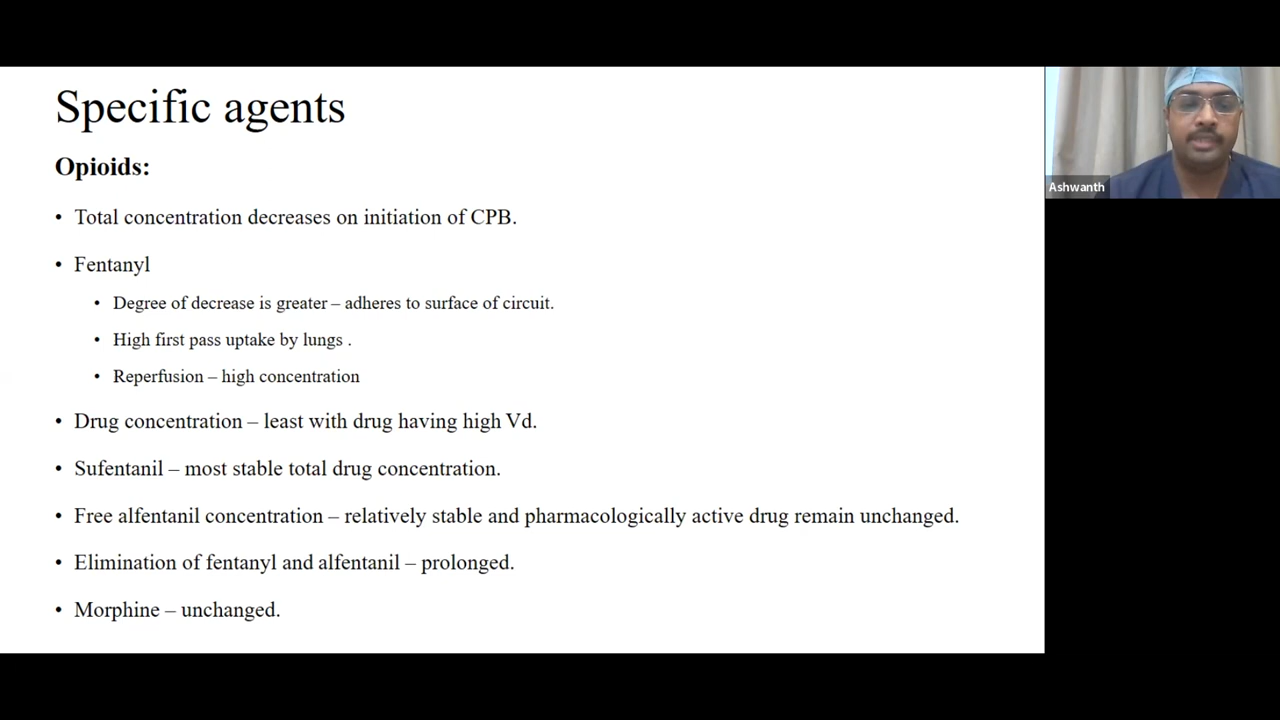 Specific agents
Opioids:
• Total concentration decreases on initiation of CPB.
• Fentanyl
• Degree of decrease is greater – adheres to surface of circuit.
• High first pass uptake by lungs .
• Reperfusion – high concentration
• Drug concentration – least with drug having high Vd.
• Sufentanil – most stable total drug concentration.
• Free alfentanil concentration – relatively stable and pharmacologically active drug remain unchanged.
• Elimination of fentanyl and alfentanil – prolonged.
• Morphine – unchanged.
Ashwanth